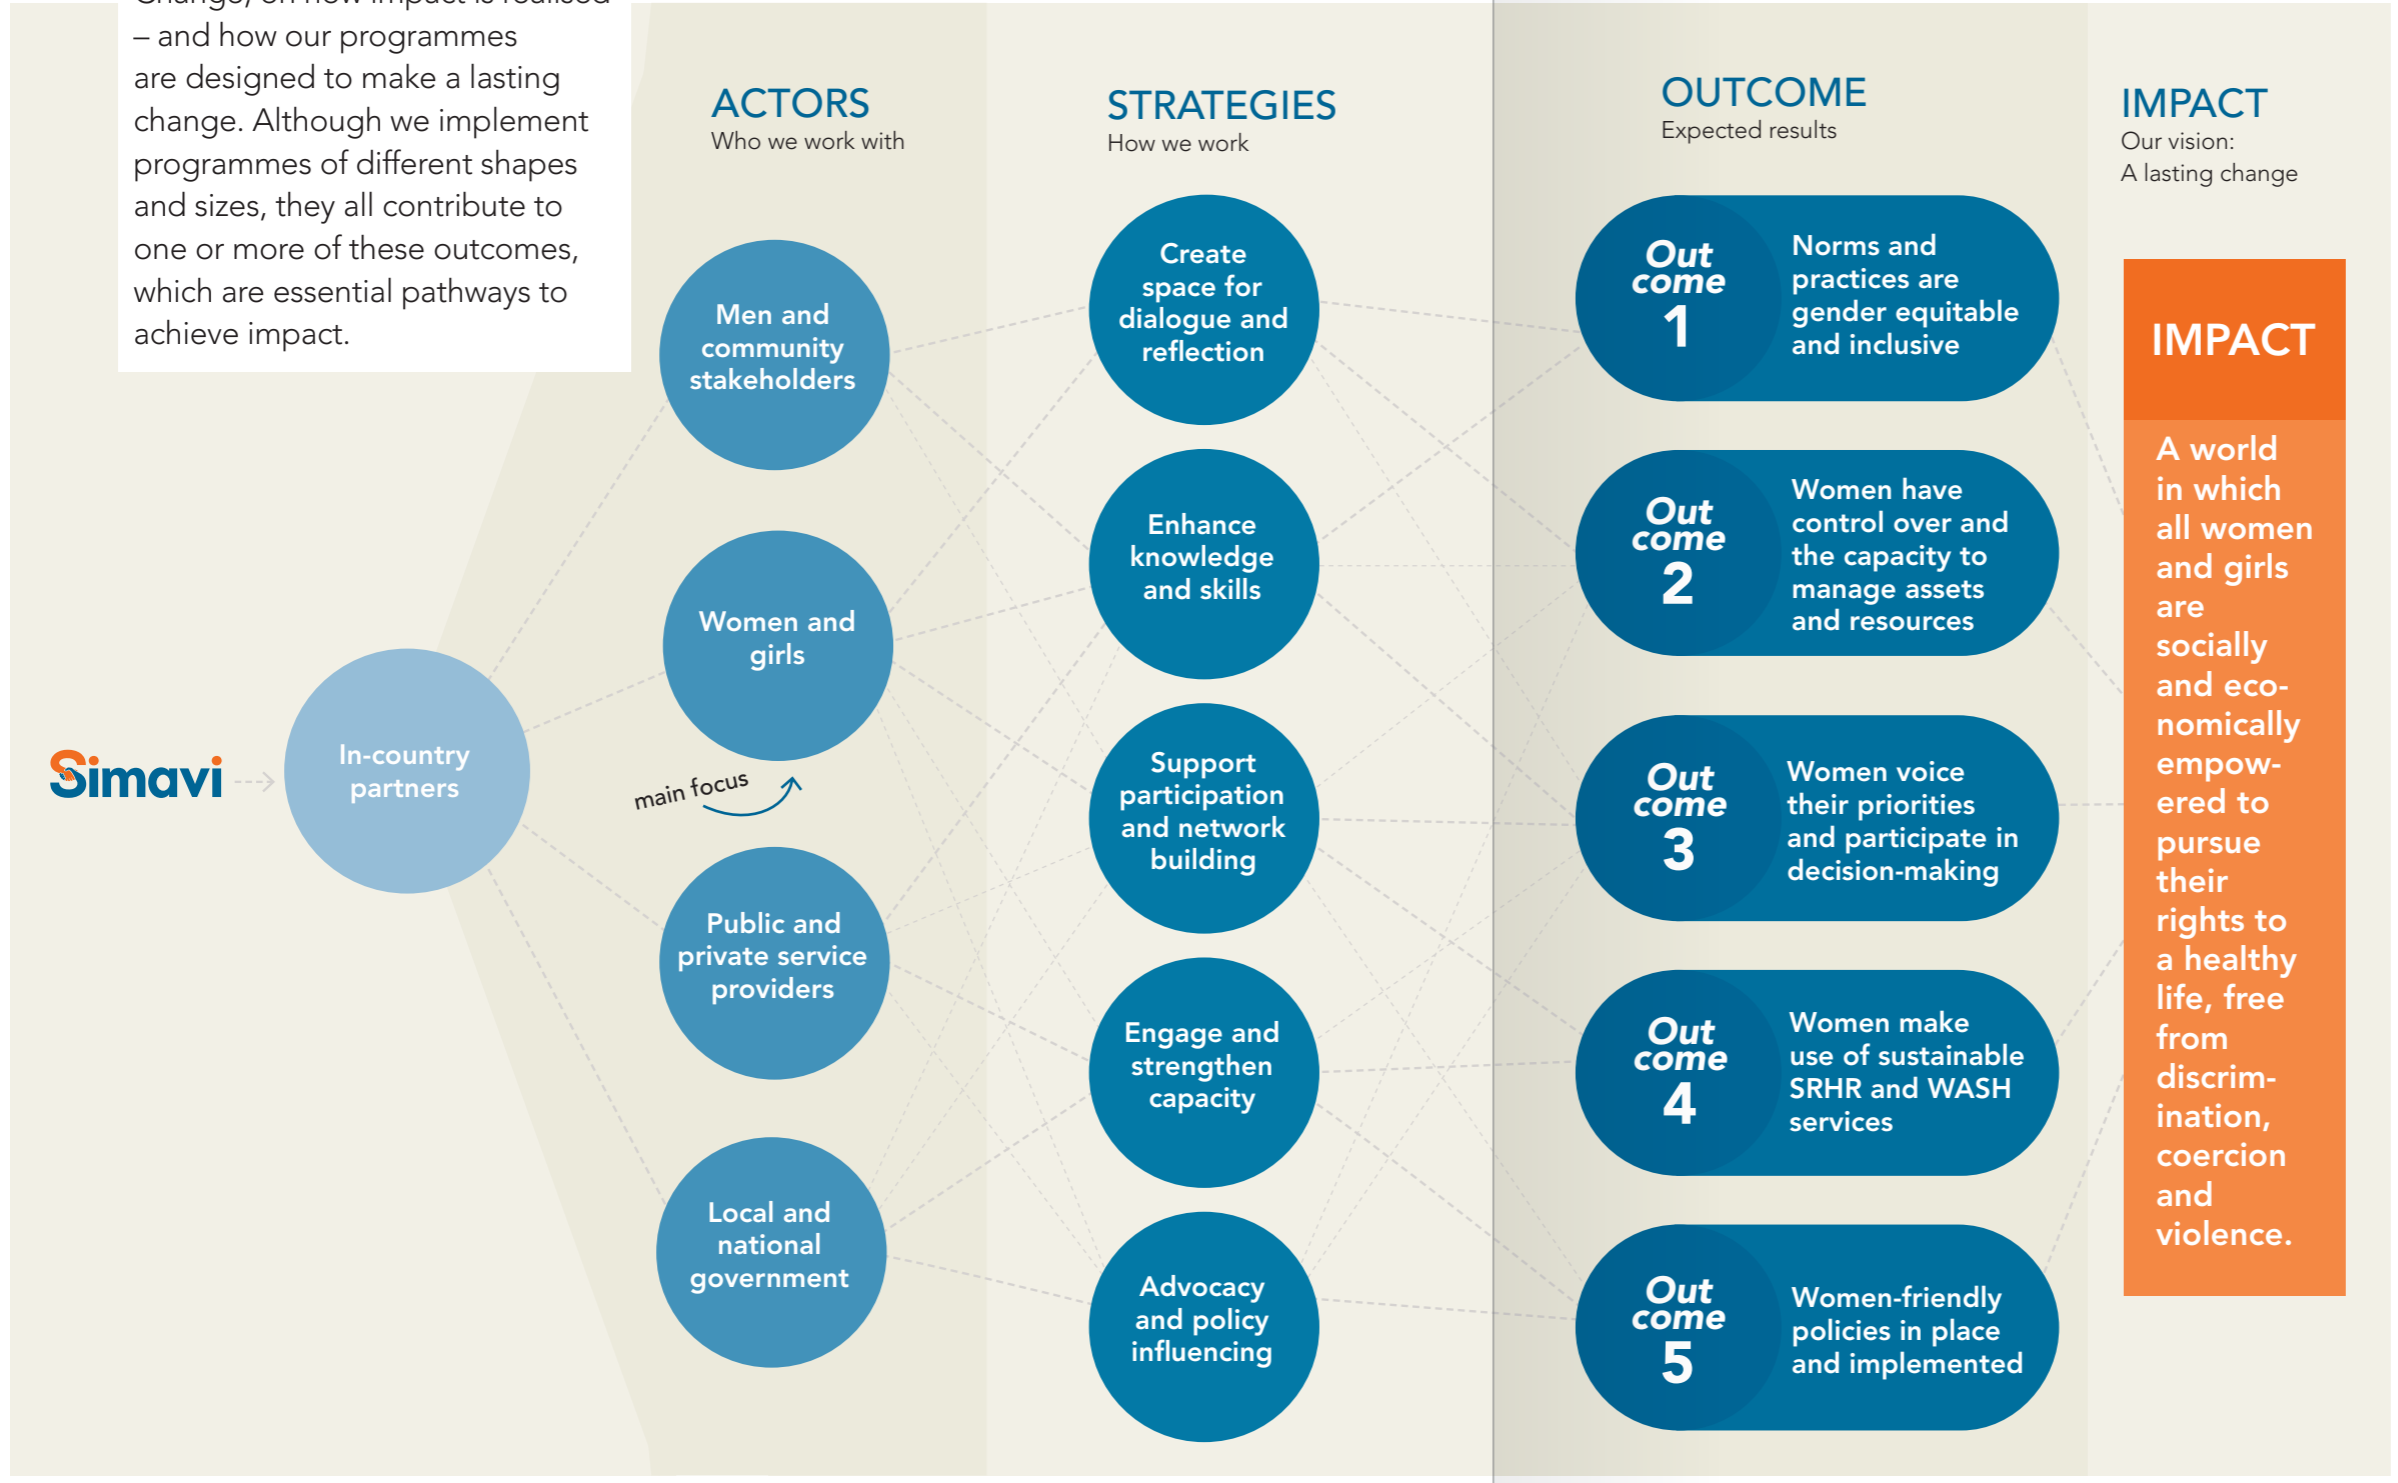 Change, on how impact is realised
– and how our programmes
are designed to make a lasting
change. Although we implement
programmes of different shapes
and sizes, they all contribute to
one or more of these outcomes,
which are essential pathways to
achieve impact.
Simavi
In-country
partners
ACTORS
Who we work with
Men and
community
stakeholders
Women and
girls
main focus
Public and
private service
providers
Local and
national
government
STRATEGIES
How we work
Create
space for
dialogue and
reflection
Enhance
knowledge
and skills
Support
participation
and network
building
Engage and
strengthen
capacity
Advocacy
and policy
influencing
OUTCOME
Expected results
Out
come
1
Norms and
practices are
gender equitable
and inclusive
Out
come
2
Women have
control over and
the capacity to
manage assets
and resources
Out
come
3
Women voice
their priorities
and participate in
decision-making
Out
come
4
Women make
use of sustainable
SRHR and WASH
services
Out
come
5
Women-friendly
policies in place
and implemented
IMPACT
Our vision:
A lasting change
IMPACT
A world
in which
all women
and girls
are
socially
and eco-
nomically
empow-
ered to
pursue
their
rights to
a healthy
life, free
from
discrim-
ination,
coercion
and
violence.